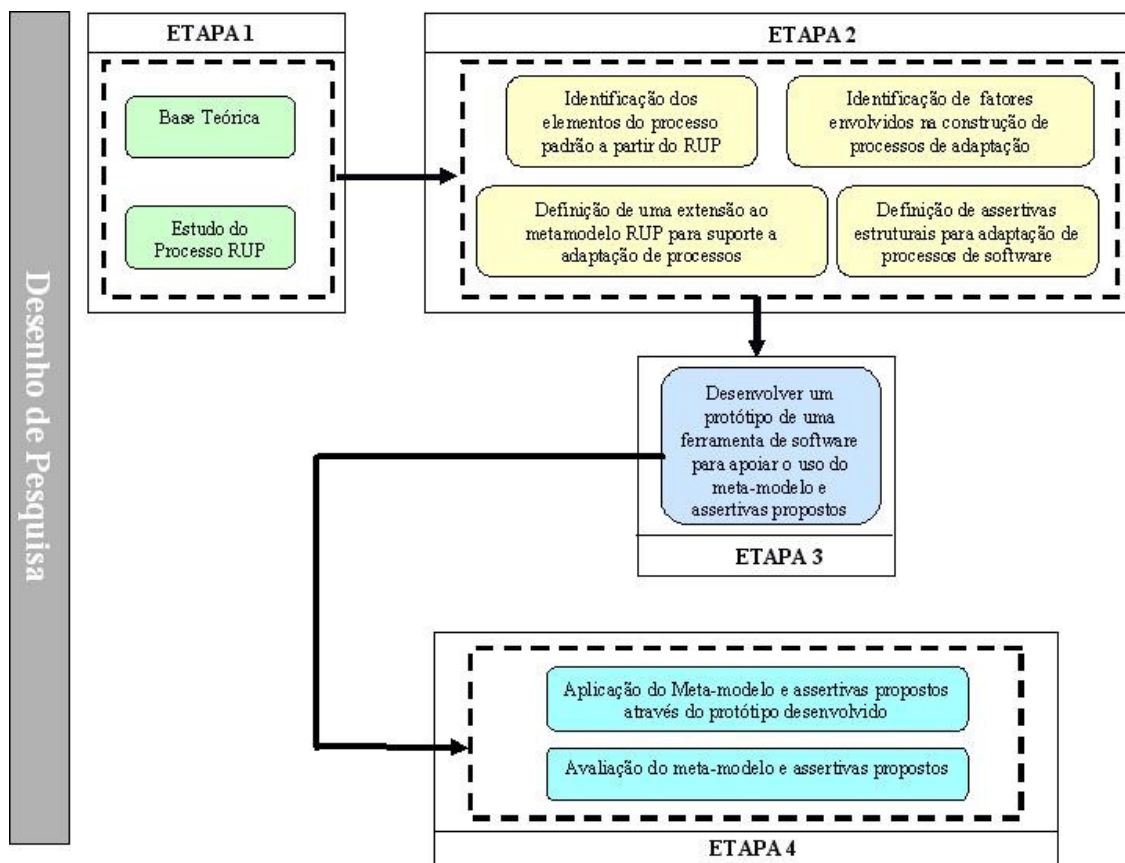 Desenho de Pesquisa
ETAPA 1
Base Teórica
Estudo do
Processo RUP
ETAPA 2
Identificação dos
elementos do processo
padrão a partir do RUP
Identificação de fatores
envolvidos na construção de
processos de adaptação
Definição de uma extensão ao
metamodelo RUP para suporte a
adaptação de processos
Definição de assertivas
estruturais para adaptação de
processos de software
Desenvolver um
protótipo de uma
ferramenta de software
para apoiar o uso do
meta-modelo e
assertivas propostos
ETAPA 3
Aplicação do Meta-modelo e assertivas propostos
através do protótipo desenvolvido
Avaliação do meta-modelo e assertivas propostos
ETAPA 4